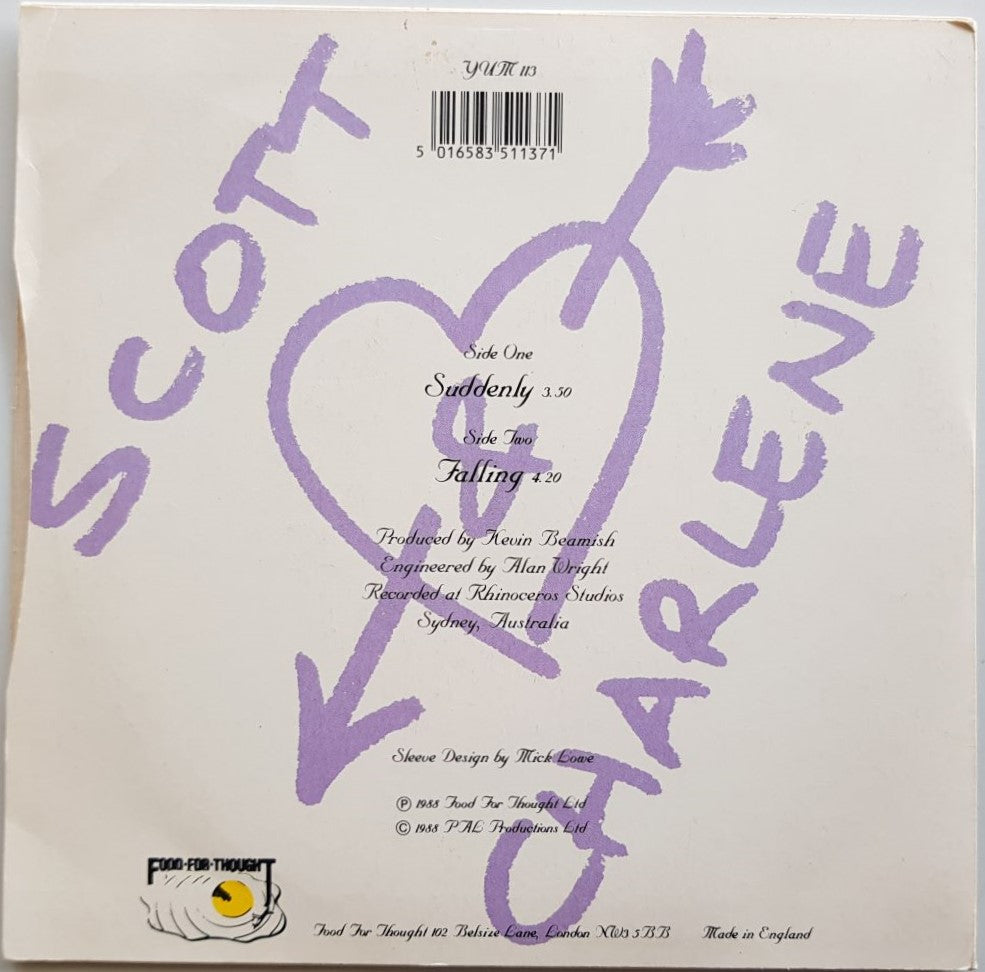 YUM 113
5 016583 511371
SCOTT
&
CHARLENE
Side One
Suddenly 3.50
Side Two
Falling 4.20
Produced by Kevin Beamish
Engineered by Alan Wright
Recorded at Rhinoceros Studios
Sydney, Australia
Sleeve Design by Mick Lowe
Ⓟ 1988 Food For Thought Ltd
© 1988 PAL Productions Ltd
FOOD·FOR·THOUGHT
Food For Thought 102 Belsize Lane, London NW3 5BB Made in England